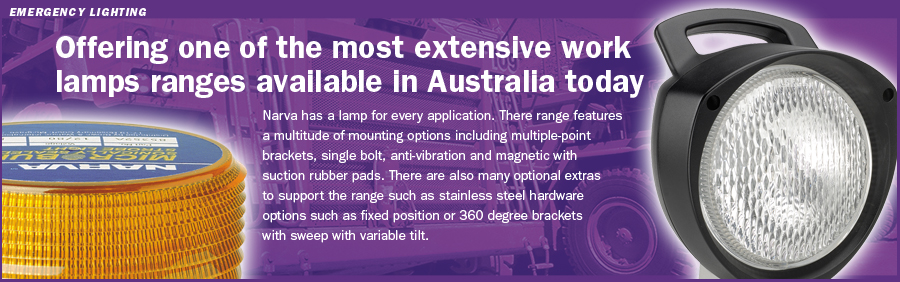 EMERGENCY LIGHTING
Offering one of the most extensive work
lamps ranges available in Australia today
Narva has a lamp for every application. There range features
a multitude of mounting options including multiple-point
brackets, single bolt, anti-vibration and magnetic with
suction rubber pads. There are also many optional extras
to support the range such as stainless steel hardware
options such as fixed position or 360 degree brackets
with sweep with variable tilt.
NARVA